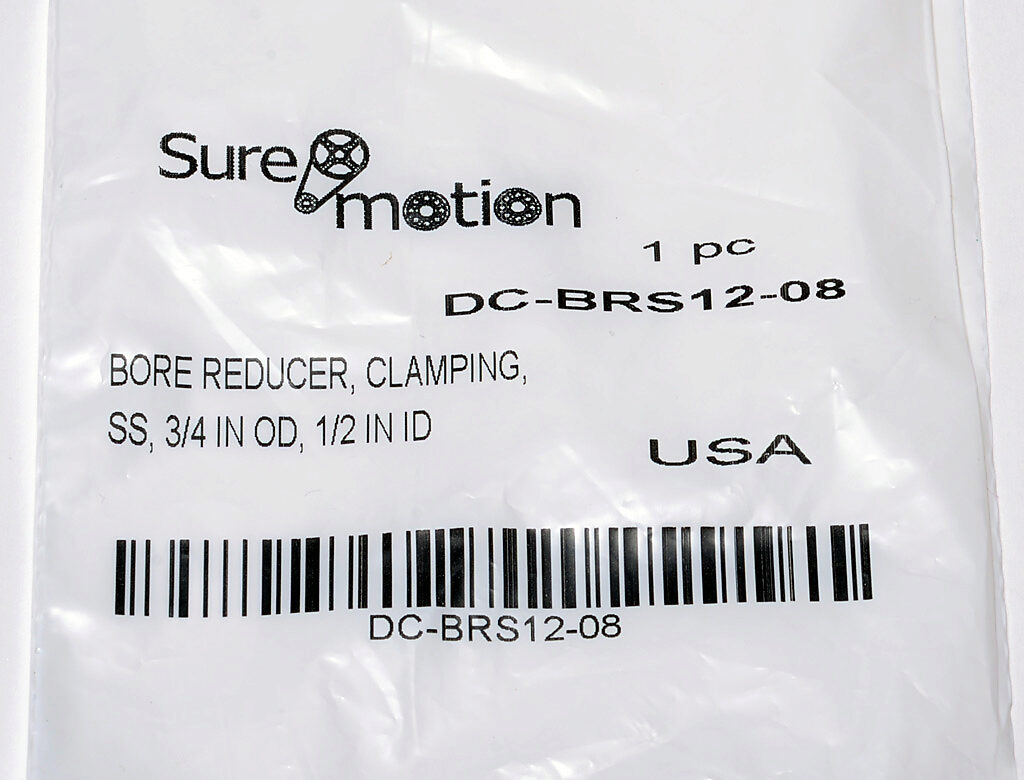 Sure
motion
1 pc
DC-BRS12-08
BORE REDUCER, CLAMPING,
SS, 3/4 IN OD, 1/2 IN ID
USA
DC-BRS12-08